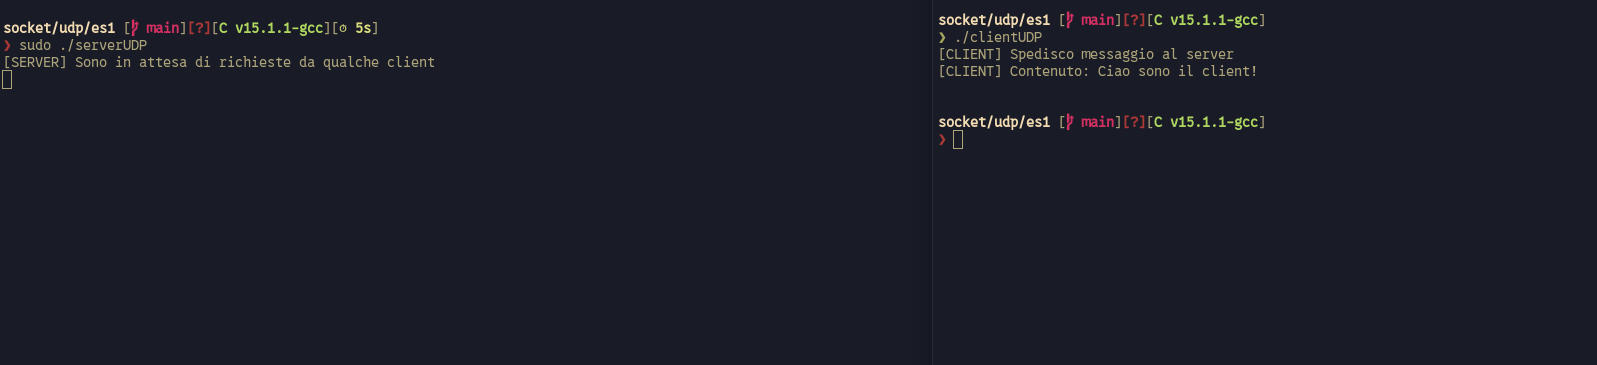 socket/udp/es1 [ main][?][C v15.1.1-gcc][ 5s]
❯ sudo ./serverUDP
[SERVER] Sono in attesa di richieste da qualche client
socket/udp/es1 [ main][?][C v15.1.1-gcc]
❯ ./clientUDP
[CLIENT] Spedisco messaggio al server
[CLIENT] Contenuto: Ciao sono il client!
socket/udp/es1 [ main][?][C v15.1.1-gcc]
❯